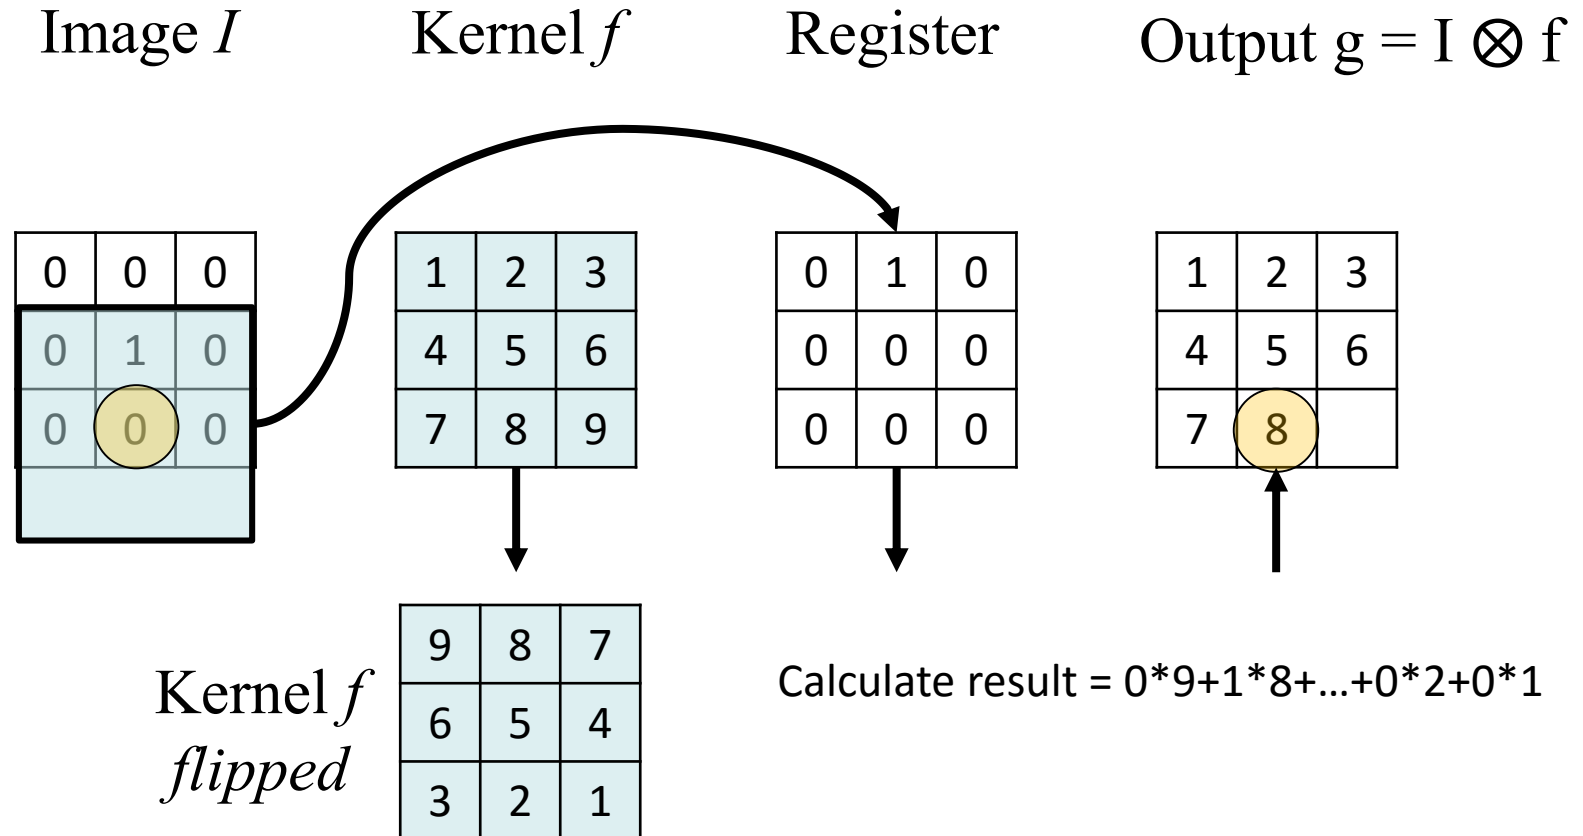 Image I
Kernel f
Register
Output g = I ⊗ f
0 0 0
0 1 0
0 0 0
1 2 3
4 5 6
7 8 9
0 1 0
0 0 0
0 0 0
1 2 3
4 5 6
7 8
Kernel f
flipped
9 8 7
6 5 4
3 2 1
Calculate result = 0*9+1*8+...+0*2+0*1